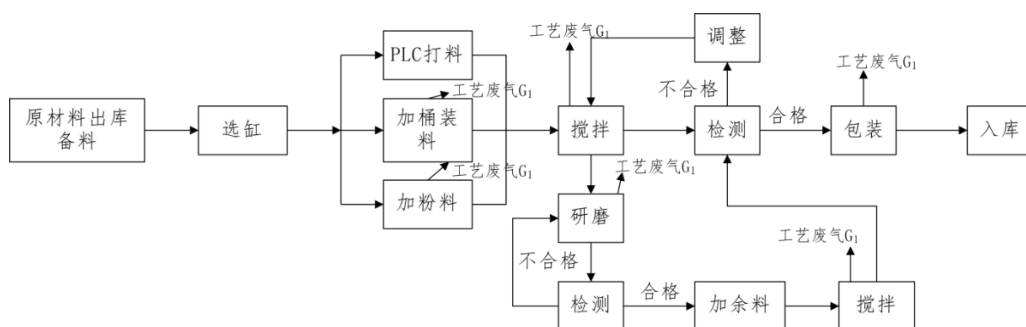 工艺废气G₁
调整
PLC打料
不合格
工艺废气G₁
工艺废气G₁
原材料出库
备料
选缸
加桶装
料
搅拌
检测
合格
包装
入库
工艺废气G₁
工艺废气G₁
加粉料
研磨
不合格
工艺废气G₁
检测
合格
加余料
搅拌